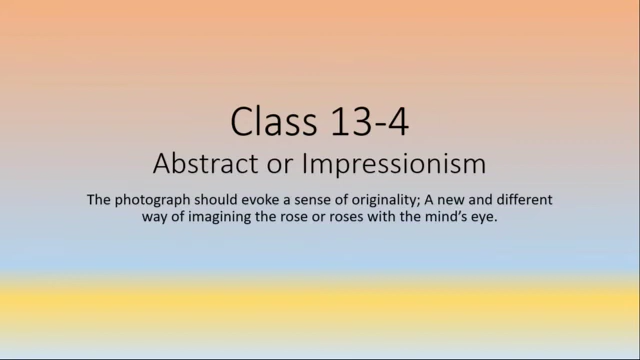 Class 13-4
Abstract or Impressionism
The photograph should evoke a sense of originality; A new and different
way of imagining the rose or roses with the mind’s eye.